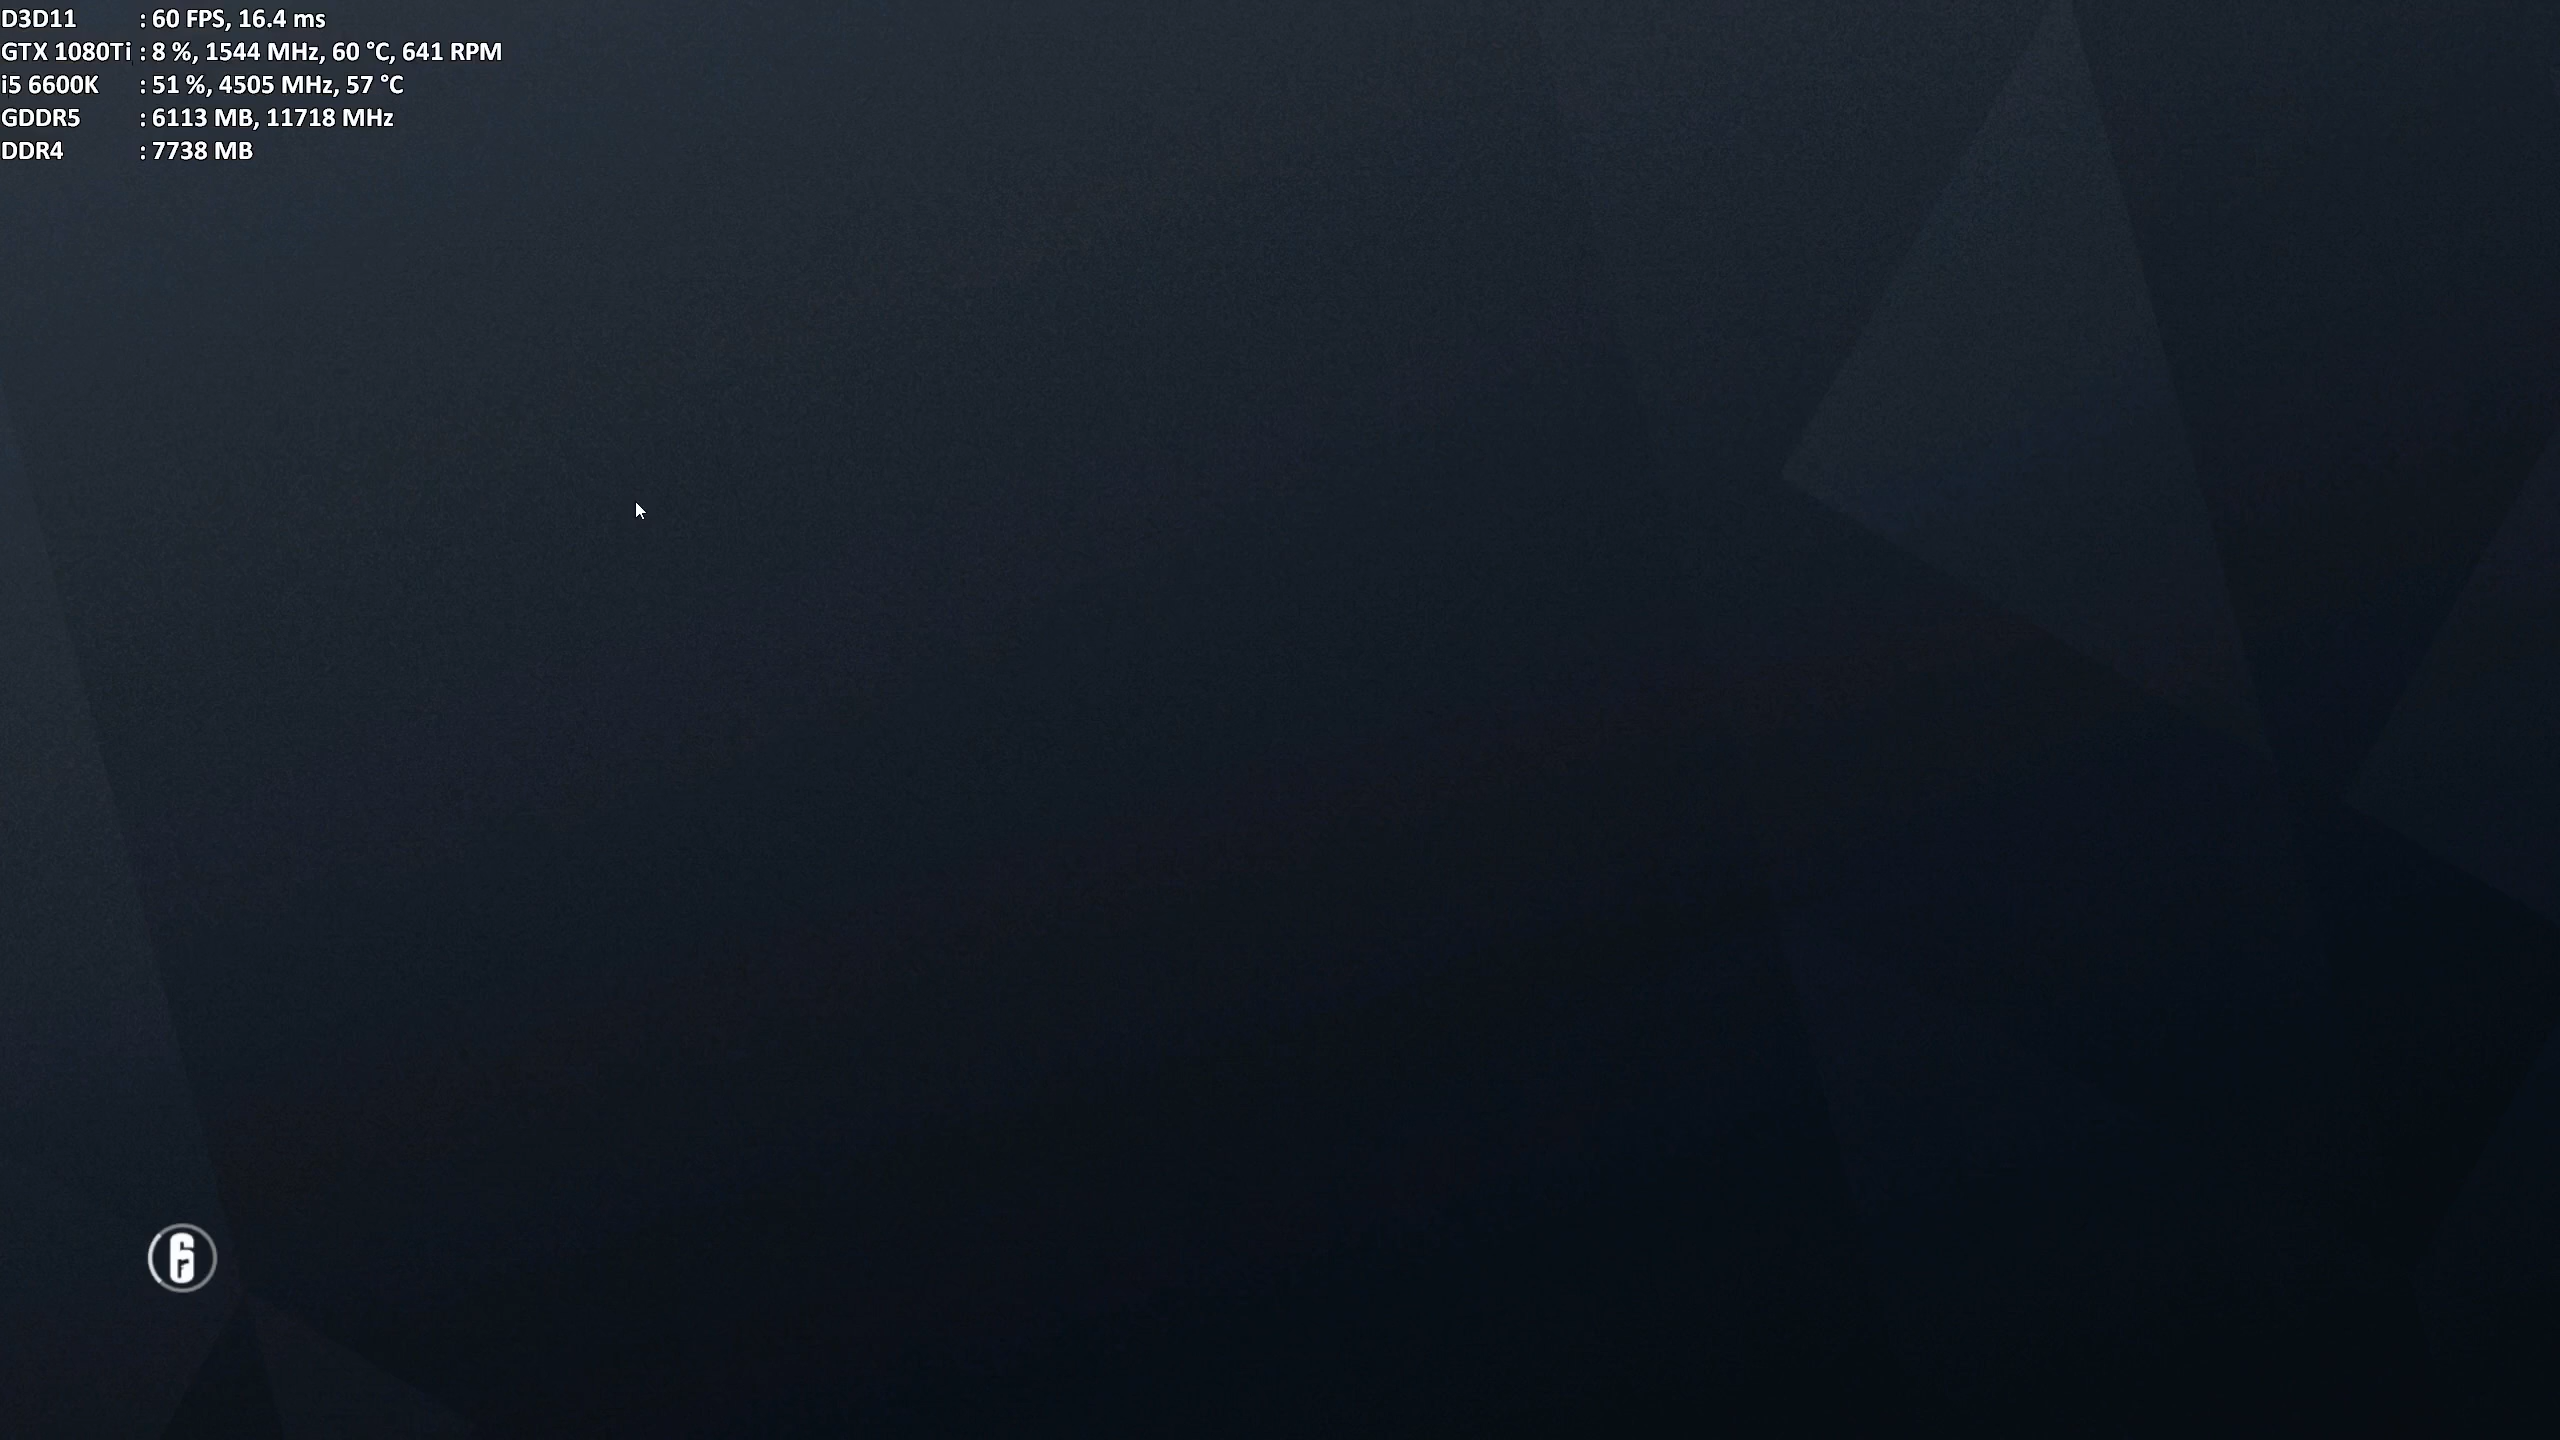 D3D11 : 60 FPS, 16.4 ms
GTX 1080Ti : 8 %, 1544 MHz, 60 °C, 641 RPM
i5 6600K : 51 %, 4505 MHz, 57 °C
GDDR5 : 6113 MB, 11718 MHz
DDR4 : 7738 MB
6